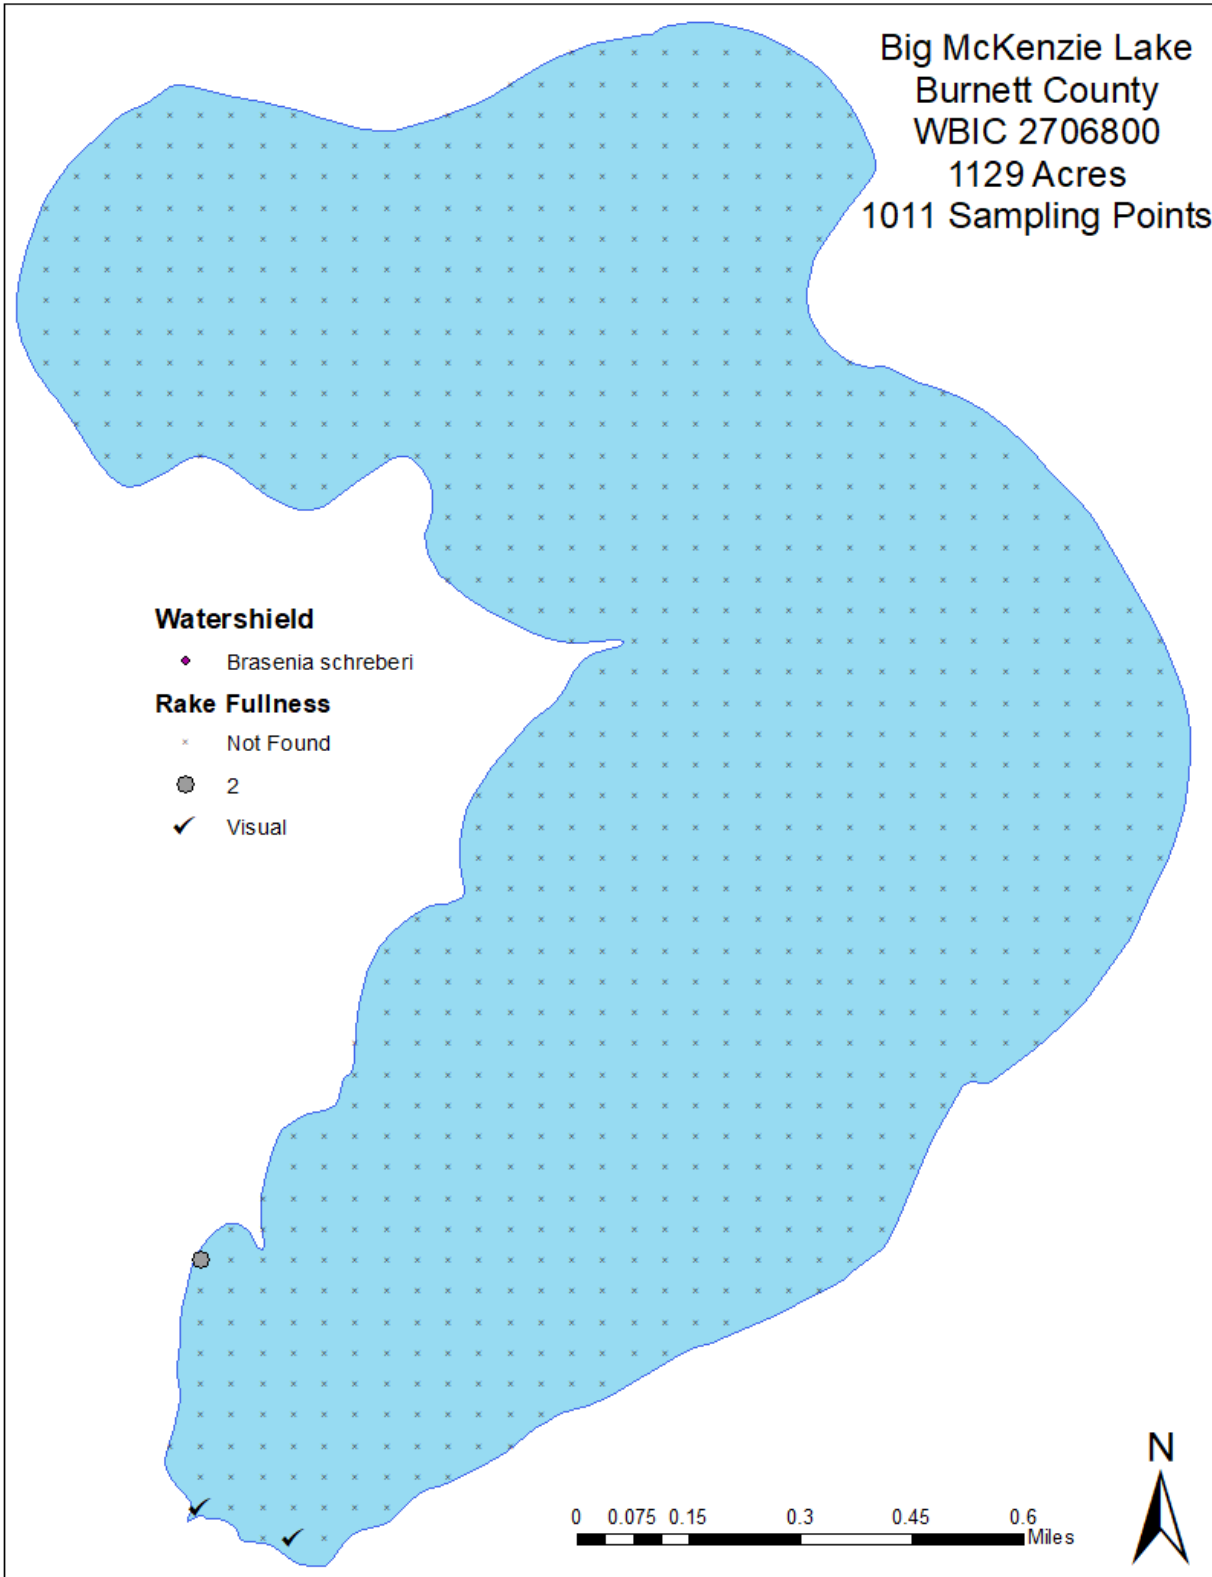 Big McKenzie Lake
Burnett County
WBIC 2706800
1129 Acres
1011 Sampling Points
Watershield
Brasenia schreberi
Rake Fullness
Not Found
2
Visual
N
0 0.075 0.15 0.3 0.45 0.6
Miles